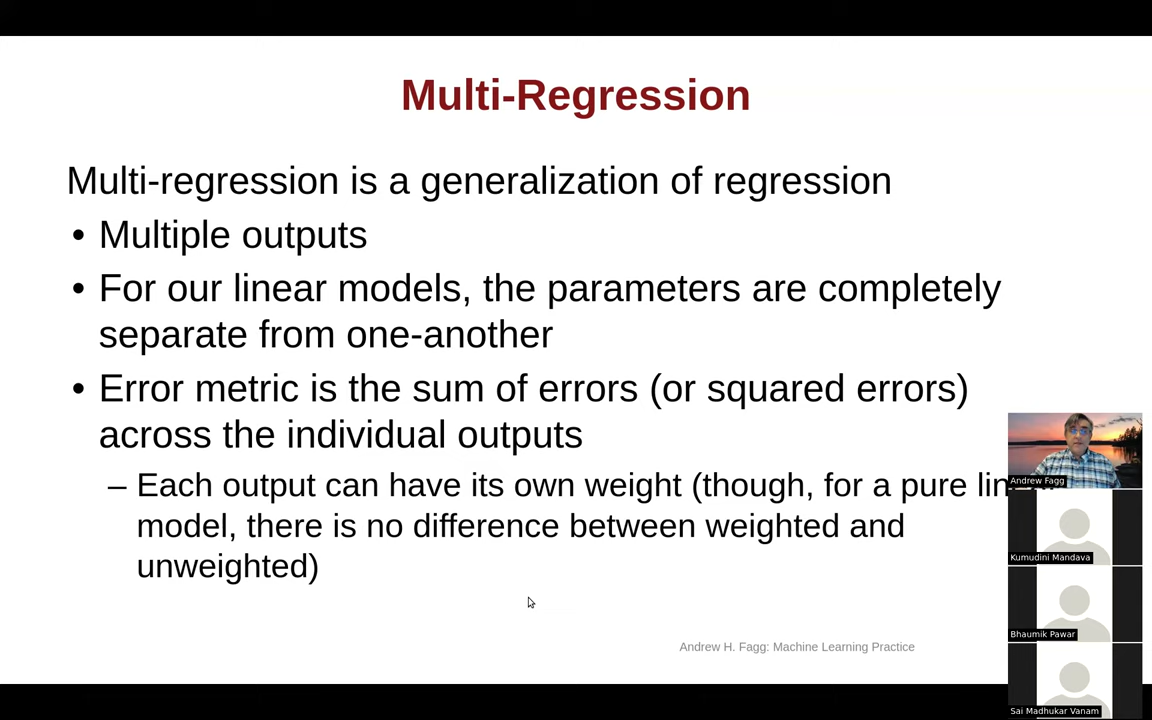 Multi-Regression
Multi-regression is a generalization of regression
• Multiple outputs
• For our linear models, the parameters are completely
separate from one-another
• Error metric is the sum of errors (or squared errors)
across the individual outputs
– Each output can have its own weight (though, for a pure
model, there is no difference between weighted and
unweighted)
Andrew H. Fagg: Machine Learning Practice
Andrew Fagg
Kumudini Mandava
Bhaumik Pawar
Sai Madhukar Vanam